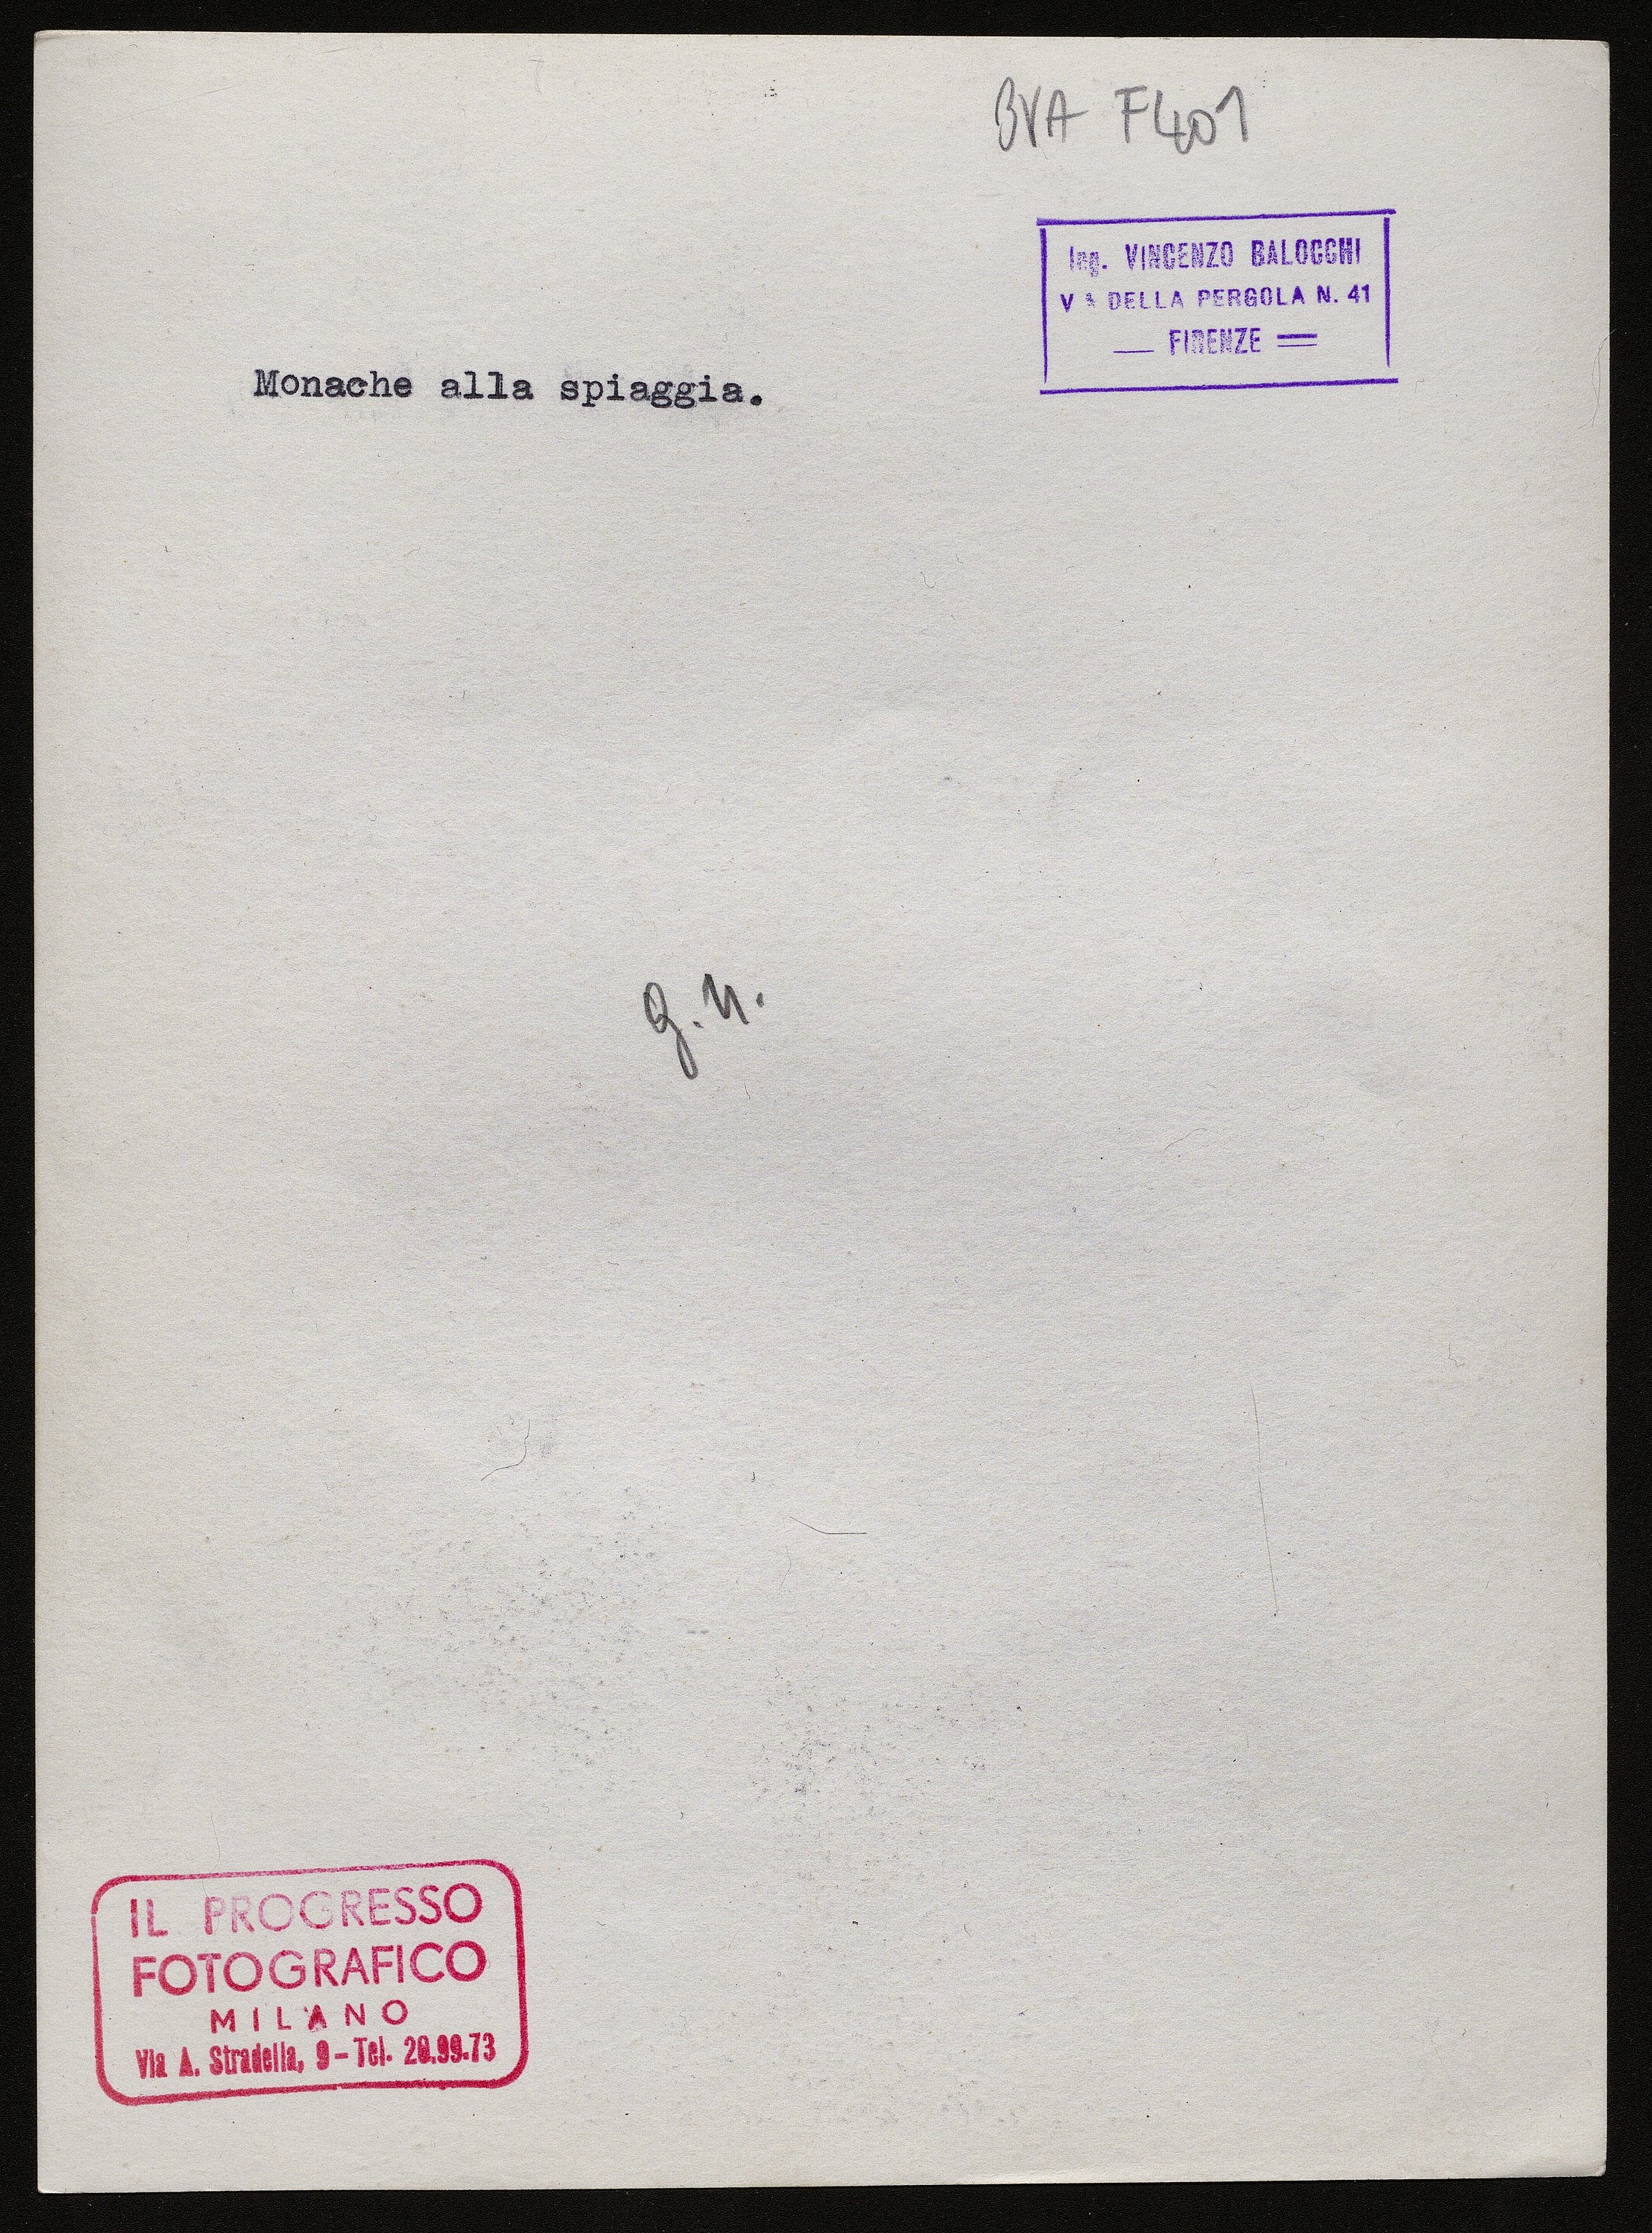 BVA F401
Ing. VINCENZO BALOCCHI
VIA DELLA PERGOLA N. 41
FIRENZE
Monache alla spiaggia.
g.n.
IL PROGRESSO
FOTOGRAFICO
MILANO
Via A. Stradella, 9 - Tel. 20.99.73